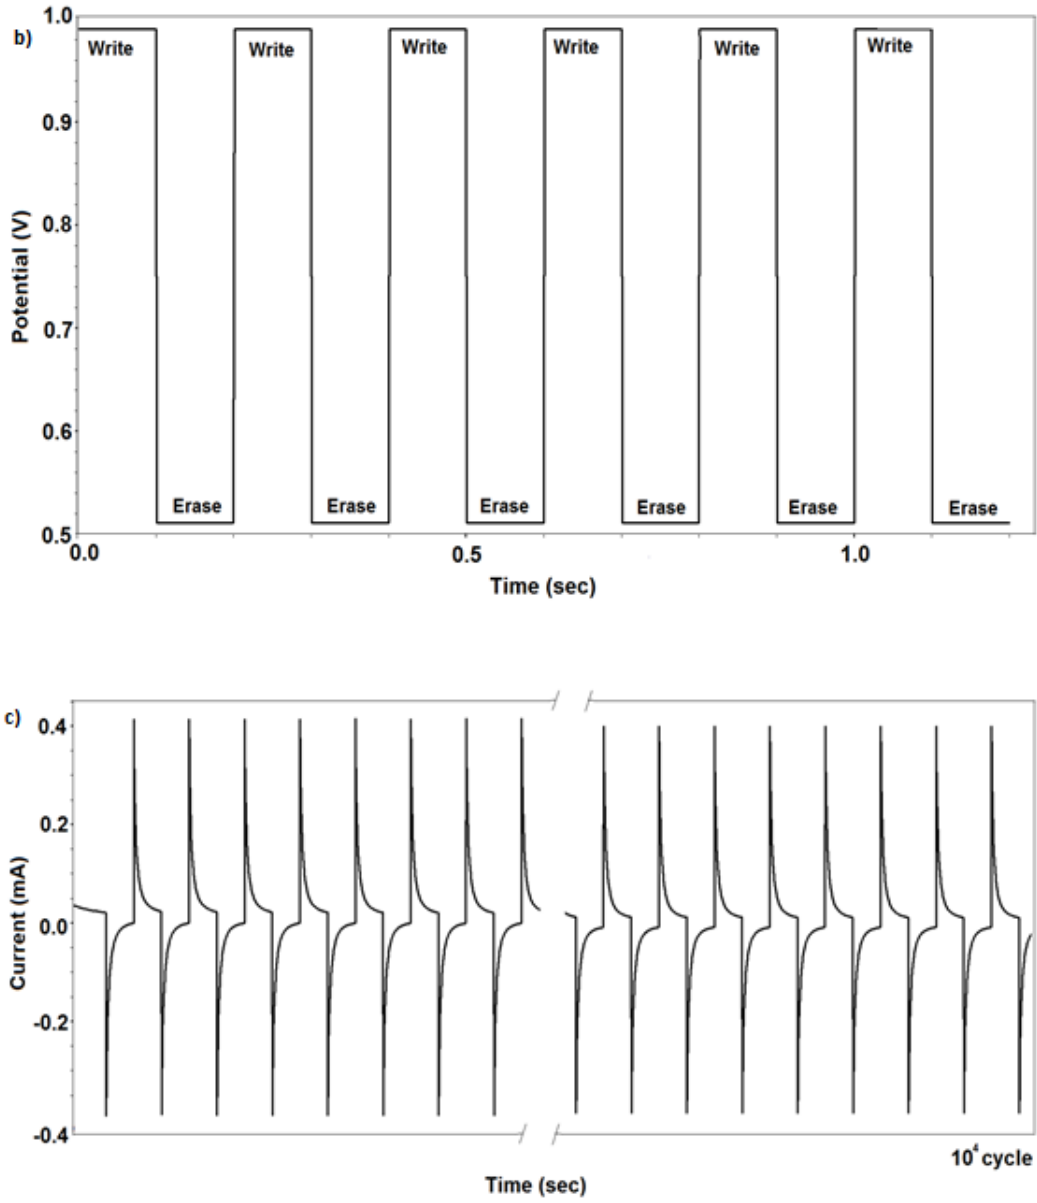 b)
1.0
Write Write Write Write Write Write
0.9
0.8
Potential (V)
0.7
0.6
Erase Erase Erase Erase Erase Erase
0.5
0.0 0.5 1.0
Time (sec)
c)
0.4
0.2
Current (mA)
0.0
-0.2
-0.4
10⁴ cycle
Time (sec)